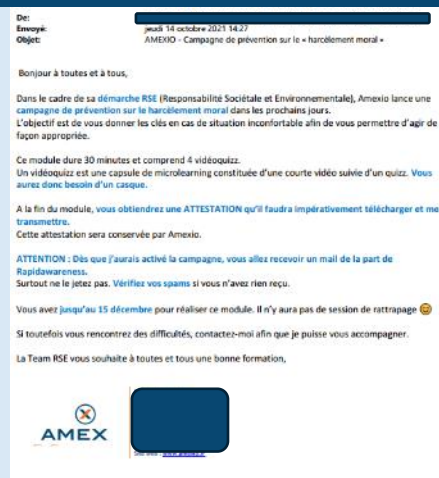 De:
Envoyé: jeudi 14 octobre 2021 14:27
Objet: AMEXIO - Campagne de prévention sur le « harcèlement moral »
Bonjour à toutes et à tous,
Dans le cadre de sa démarche RSE (Responsabilité Sociétale et Environnementale), Amexio lance une
campagne de prévention sur le harcèlement moral dans les prochains jours.
L'objectif est de vous donner les clés en cas de situation inconfortable afin de vous permettre d'agir de
façon appropriée.
Ce module dure 30 minutes et comprend 4 vidéoquizz.
Un vidéoquizz est une capsule de microlearning constituée d'une courte vidéo suivie d'un quizz. Vous
aurez donc besoin d'un casque.
A la fin du module, vous obtiendrez une ATTESTATION qu'il faudra impérativement télécharger et me
transmettre.
Cette attestation sera conservée par Amexio.
ATTENTION : Dès que j'aurais activé la campagne, vous allez recevoir un mail de la part de
Rapidawareness.
Surtout ne le jetez pas. Vérifiez vos spams si vous n'avez rien reçu.
Vous avez jusqu'au 15 décembre pour réaliser ce module. Il n'y aura pas de session de rattrapage
Si toutefois vous rencontrez des difficultés, contactez-moi afin que je puisse vous accompagner.
La Team RSE vous souhaite à toutes et tous une bonne formation,
AMEX